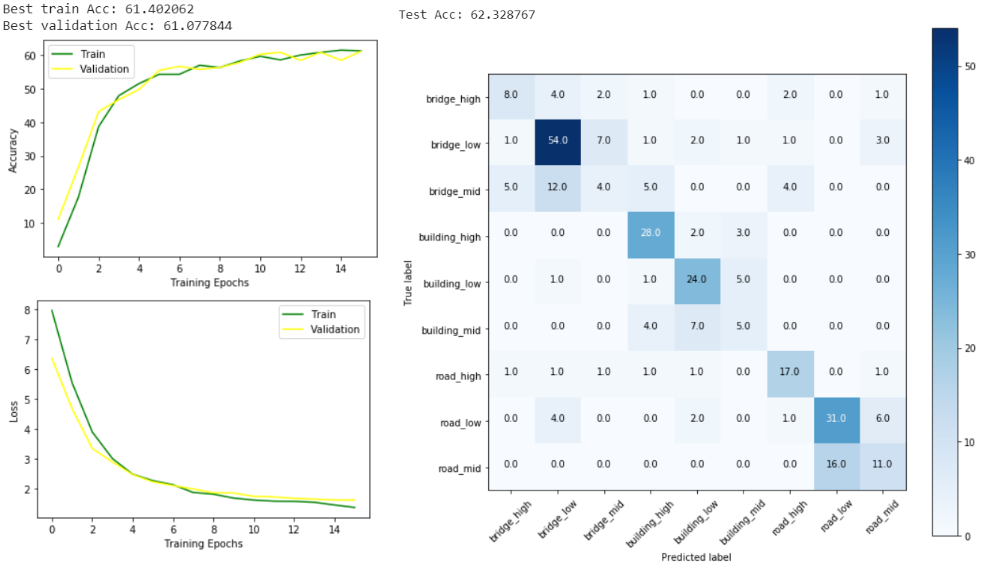 Best train Acc: 61.402062
Best validation Acc: 61.077844
Train
Validation
60
50
40
30
20
10
Accuracy
0 2 4 6 8 10 12 14
Training Epochs
Train
Validation
8
7
6
5
4
3
2
Loss
0 2 4 6 8 10 12 14
Training Epochs
Test Acc: 62.328767
True label
bridge_high 8.0 4.0 2.0 1.0 0.0 0.0 2.0 0.0 1.0
bridge_low 1.0 54.0 7.0 1.0 2.0 1.0 1.0 0.0 3.0
bridge_mid 5.0 12.0 4.0 5.0 0.0 0.0 4.0 0.0 0.0
building_high 0.0 0.0 0.0 28.0 2.0 3.0 0.0 0.0 0.0
building_low 0.0 1.0 0.0 1.0 24.0 5.0 0.0 0.0 0.0
building_mid 0.0 0.0 0.0 4.0 7.0 5.0 0.0 0.0 0.0
road_high 1.0 1.0 1.0 1.0 1.0 0.0 17.0 0.0 1.0
road_low 0.0 4.0 0.0 0.0 2.0 0.0 1.0 31.0 6.0
road_mid 0.0 0.0 0.0 0.0 0.0 0.0 0.0 16.0 11.0
bridge_high bridge_low bridge_mid building_high building_low building_mid road_high road_low road_mid
Predicted label
50
40
30
20
10
0